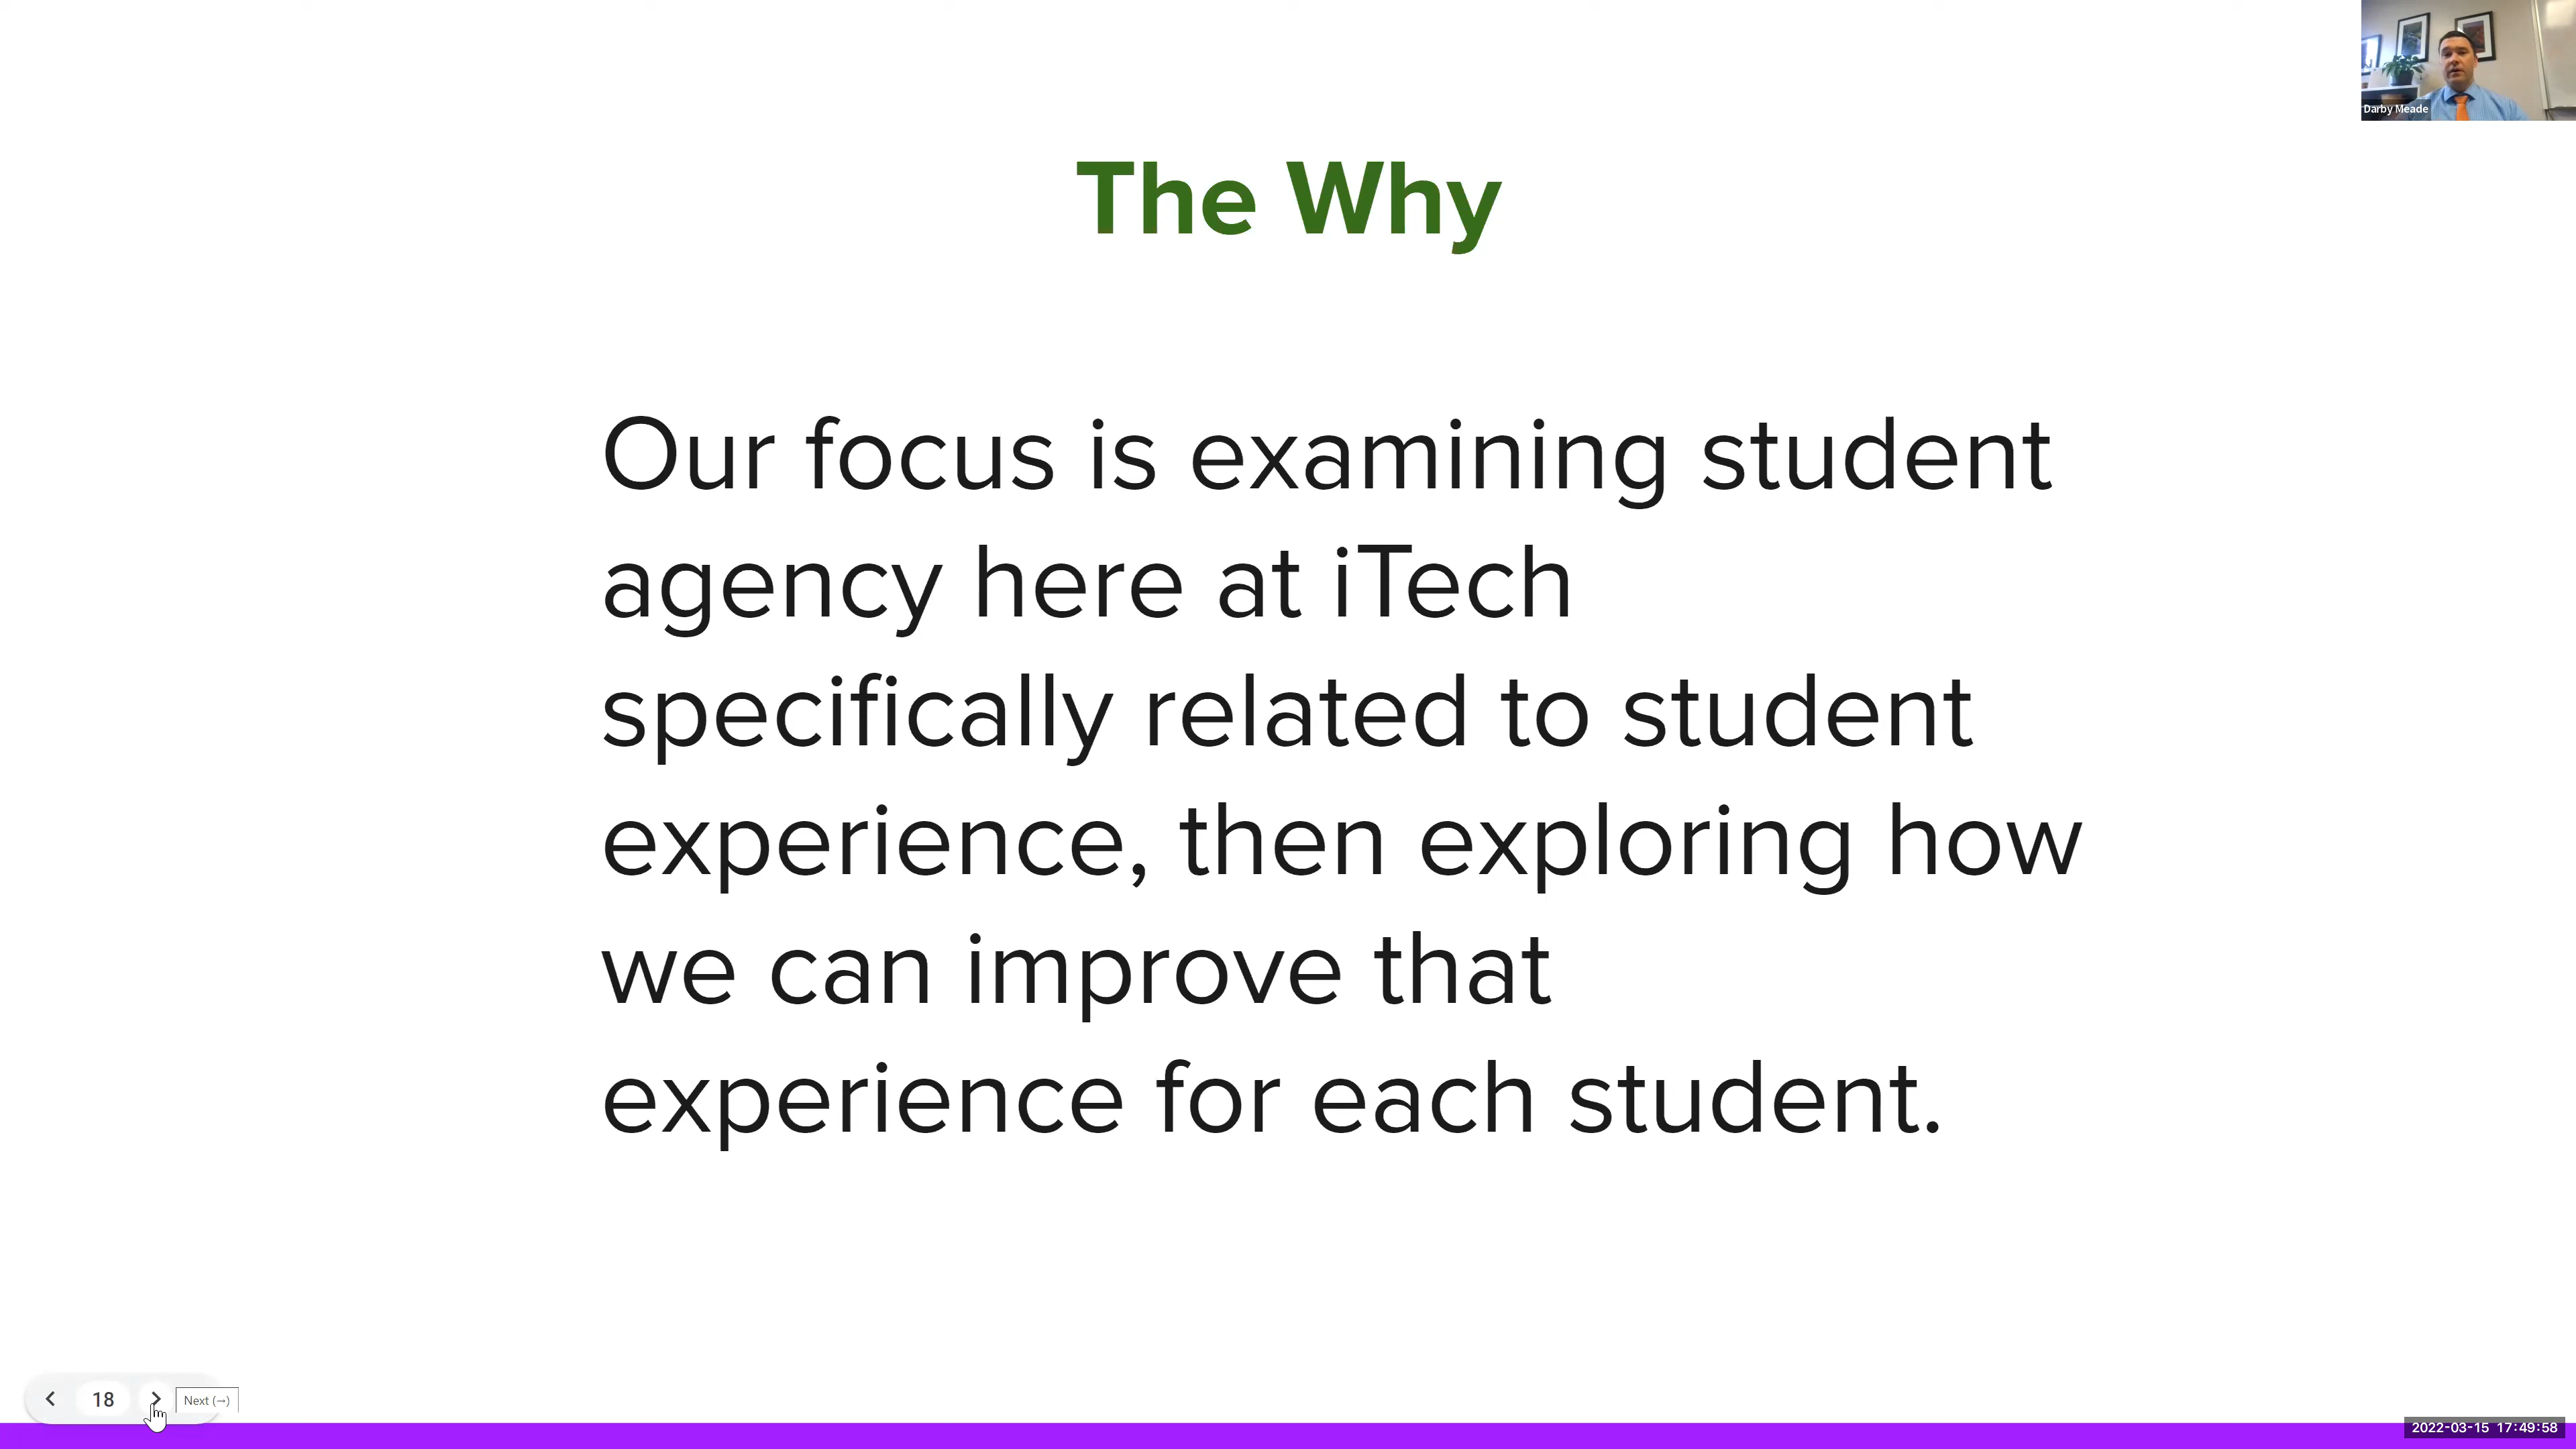 Darby Meade
The Why
Our focus is examining student
agency here at iTech
specifically related to student
experience, then exploring how
we can improve that
experience for each student.
18
Next (→)
2022-03-15 17:49:58